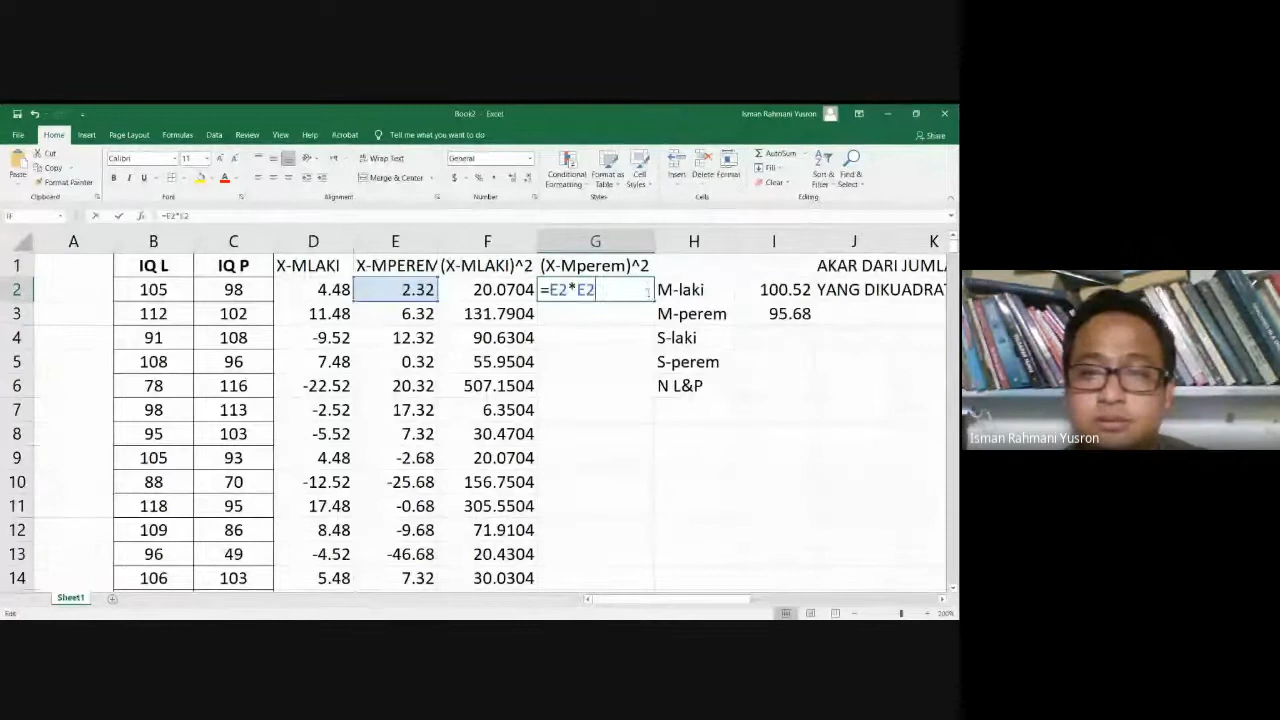 Book2 - Excel
Isman Rahmani Yusron
File Home Insert Page Layout Formulas Data Review View Help Acrobat Tell me what you want to do
Share
Paste
Cut
Copy
Format Painter
Calibri 11
B I U
Wrap Text
Merge & Center
General
$ %
Conditional Formatting
Format as Table
Cell Styles
Insert Delete Format
AutoSum
Fill
Clear
Sort & Filter
Find & Select
Clipboard Font Alignment Number Styles Cells Editing
IF =E2*E2
A B C D E F G H I J K
1 IQ L IQ P X-MLAKI X-MPEREM (X-MLAKI)^2 (X-Mperem)^2 AKAR DARI JUMLA
2 105 98 4.48 2.32 20.0704 =E2*E2 M-laki 100.52 YANG DIKUADRAT
3 112 102 11.48 6.32 131.7904 M-perem 95.68
4 91 108 -9.52 12.32 90.6304 S-laki
5 108 96 7.48 0.32 55.9504 S-perem
6 78 116 -22.52 20.32 507.1504 N L&P
7 98 113 -2.52 17.32 6.3504
8 95 103 -5.52 7.32 30.4704
9 105 93 4.48 -2.68 20.0704
10 88 70 -12.52 -25.68 156.7504
11 118 95 17.48 -0.68 305.5504
12 109 86 8.48 -9.68 71.9104
13 96 49 -4.52 -46.68 20.4304
14 106 103 5.48 7.32 30.0304
Sheet1
Edit
200%
Isman Rahmani Yusron